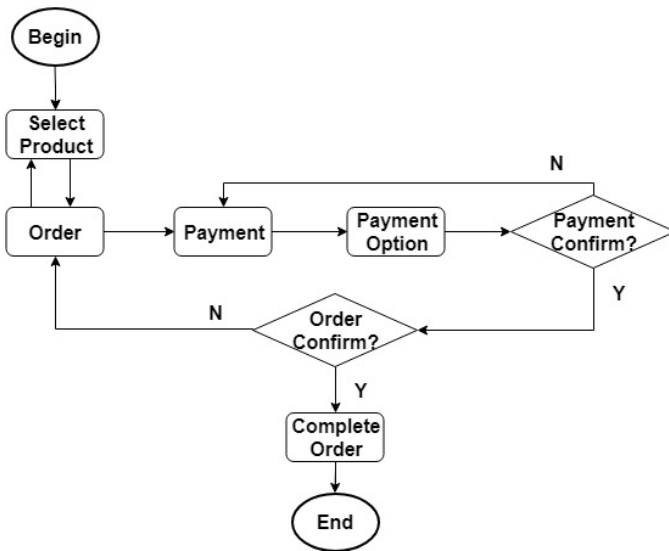 Begin
Select
Product
N
Order
Payment
Payment
Option
Payment
Confirm?
Y
N
Order
Confirm?
Y
Complete
Order
End